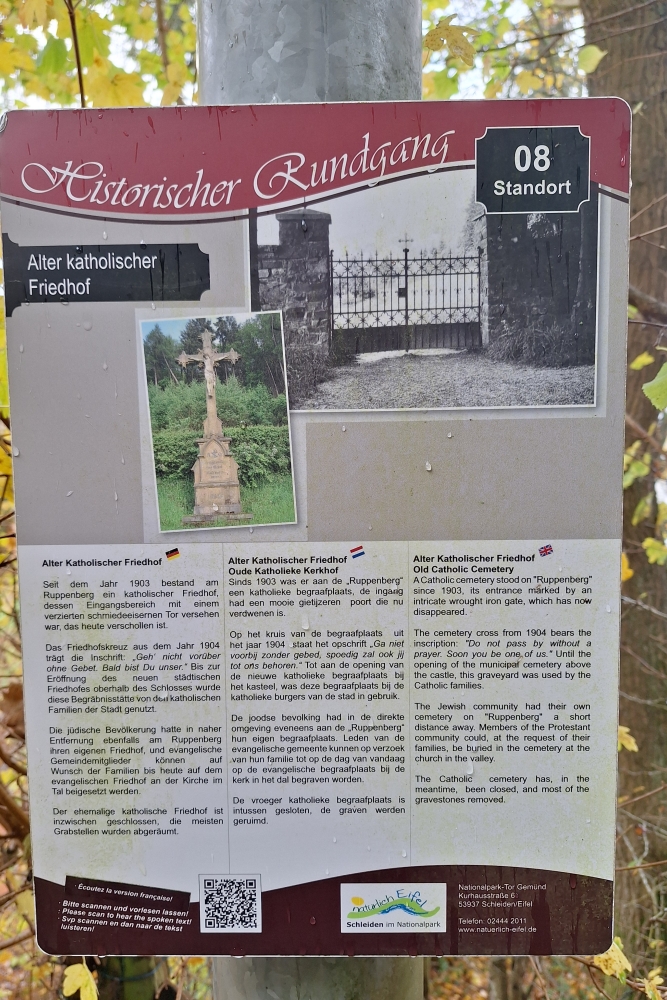 Historischer Rundgang
08
Standort
Alter katholischer
Friedhof
Alter Katholischer Friedhof
Seit dem Jahr 1903 bestand am
Ruppenberg ein katholischer Friedhof,
dessen Eingangsbereich mit einem
verzierten schmiedeeisernen Tor versehen
war, das heute verschollen ist.
Das Friedhofskreuz aus dem Jahr 1904
trägt die Inschrift: „Geh' nicht vorüber
ohne Gebet. Bald bist Du unser." Bis zur
Eröffnung des neuen städtischen
Friedhofes oberhalb des Schlosses wurde
diese Begräbnisstätte von den katholischen
Familien der Stadt genutzt.
Die jüdische Bevölkerung hatte in naher
Entfernung ebenfalls am Ruppenberg
ihren eigenen Friedhof, und evangelische
Gemeindemitglieder können auf
Wunsch der Familien bis heute auf dem
evangelischen Friedhof an der Kirche im
Tal beigesetzt werden.
Der ehemalige katholische Friedhof ist
inzwischen geschlossen, die meisten
Grabstellen wurden abgeräumt.
Alter Katholischer Friedhof
Oude Katholieke Kerkhof
Sinds 1903 was er aan de „Ruppenberg"
een katholieke begraafplaats, de ingang
had een mooie gietijzeren poort die nu
verdwenen is.
Op het kruis van de begraafplaats uit
het jaar 1904 staat het opschrift „Ga niet
voorbij zonder gebed, spoedig zal ook jij
tot ons behoren." Tot aan de opening van
de nieuwe katholieke begraafplaats bij
het kasteel, was deze begraafplaats bij de
katholieke burgers van de stad in gebruik.
De joodse bevolking had in de direkte
omgeving eveneens aan de „Ruppenberg"
hun eigen begraafplaats. Leden van de
evangelische gemeente kunnen op verzoek
van hun familie tot op de dag van vandaag
op de evangelische begraafplaats bij de
kerk in het dal begraven worden.
De vroeger katholieke begraafplaats is
intussen gesloten, de graven werden
geruimd.
Alter Katholischer Friedhof
Old Catholic Cemetery
A Catholic cemetery stood on "Ruppenberg"
since 1903, its entrance marked by an
intricate wrought iron gate, which has now
disappeared.
The cemetery cross from 1904 bears the
inscription: "Do not pass by without a
prayer. Soon you be one of us." Until the
opening of the municipal cemetery above
the castle, this graveyard was used by the
Catholic families.
The Jewish community had their own
cemetery on "Ruppenberg" a short
distance away. Members of the Protestant
community could, at the request of their
families, be buried in the cemetery at the
church in the valley.
The Catholic cemetery has, in the
meantime, been closed, and most of the
gravestones removed.
· Écoutez la version française!
· Bitte scannen und vorlesen lassen!
· Please scan to hear the spoken text!
· Svp scannen en dan naar de tekst
luisteren!
natürlich Eifel
Schleiden im Nationalpark
Nationalpark-Tor Gemünd
Kurhausstraße 6
53937 Schleiden/Eifel
Telefon: 02444 2011
www.natuerlich-eifel.de